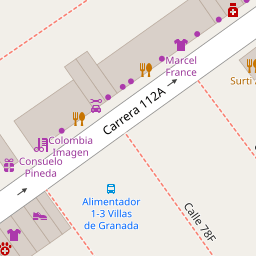 Marcel
France
Surti
Carrera 112A
Colombia
Imagen
Consuelo
Pineda
Alimentador
1-3 Villas
de Granada
Calle 78F